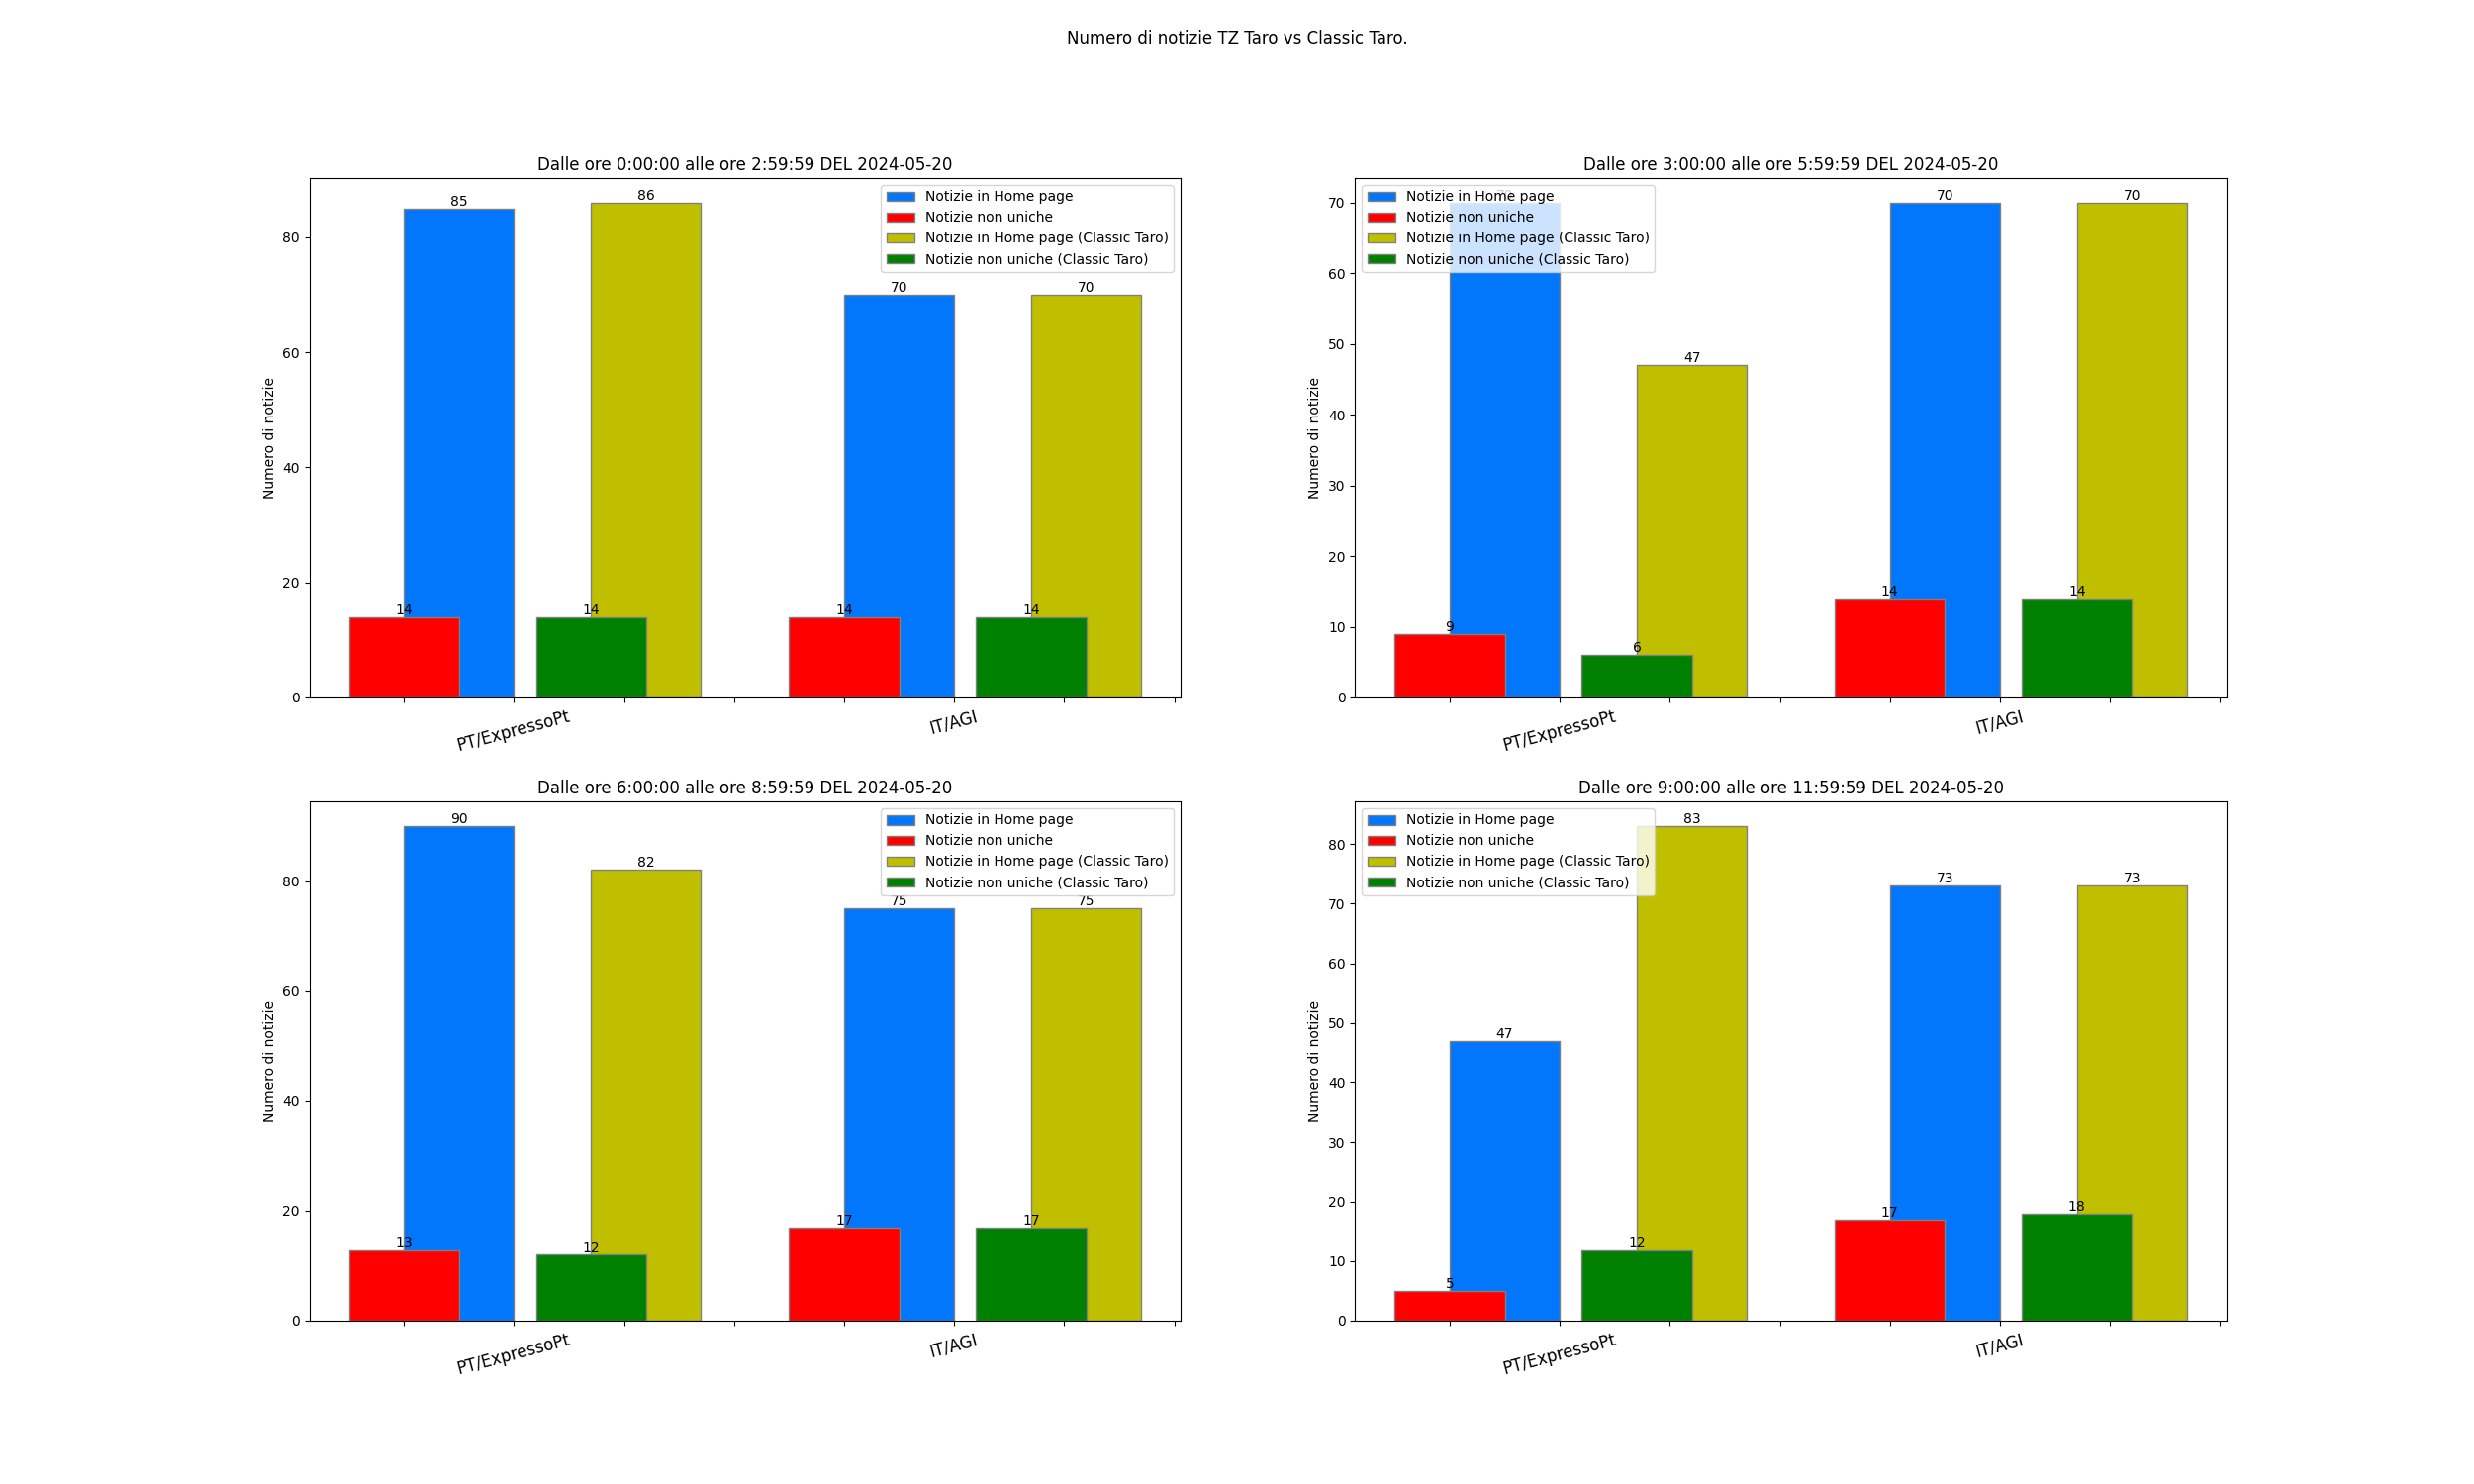 Numero di notizie TZ Taro vs Classic Taro.
Dalle ore 0:00:00 alle ore 2:59:59 DEL 2024-05-20
Numero di notizie
80
60
40
20
0
85
86
70
70
14
14
14
14
Notizie in Home page
Notizie non uniche
Notizie in Home page (Classic Taro)
Notizie non uniche (Classic Taro)
PT/ExpressoPt
IT/AGI
Dalle ore 3:00:00 alle ore 5:59:59 DEL 2024-05-20
Numero di notizie
70
60
50
40
30
20
10
0
Notizie in Home page
Notizie non uniche
Notizie in Home page (Classic Taro)
Notizie non uniche (Classic Taro)
47
70
70
9
6
14
14
PT/ExpressoPt
IT/AGI
Dalle ore 6:00:00 alle ore 8:59:59 DEL 2024-05-20
Numero di notizie
80
60
40
20
0
90
82
75
75
13
12
17
17
Notizie in Home page
Notizie non uniche
Notizie in Home page (Classic Taro)
Notizie non uniche (Classic Taro)
PT/ExpressoPt
IT/AGI
Dalle ore 9:00:00 alle ore 11:59:59 DEL 2024-05-20
Numero di notizie
80
70
60
50
40
30
20
10
0
Notizie in Home page
Notizie non uniche
Notizie in Home page (Classic Taro)
Notizie non uniche (Classic Taro)
47
83
73
73
5
12
17
18
PT/ExpressoPt
IT/AGI